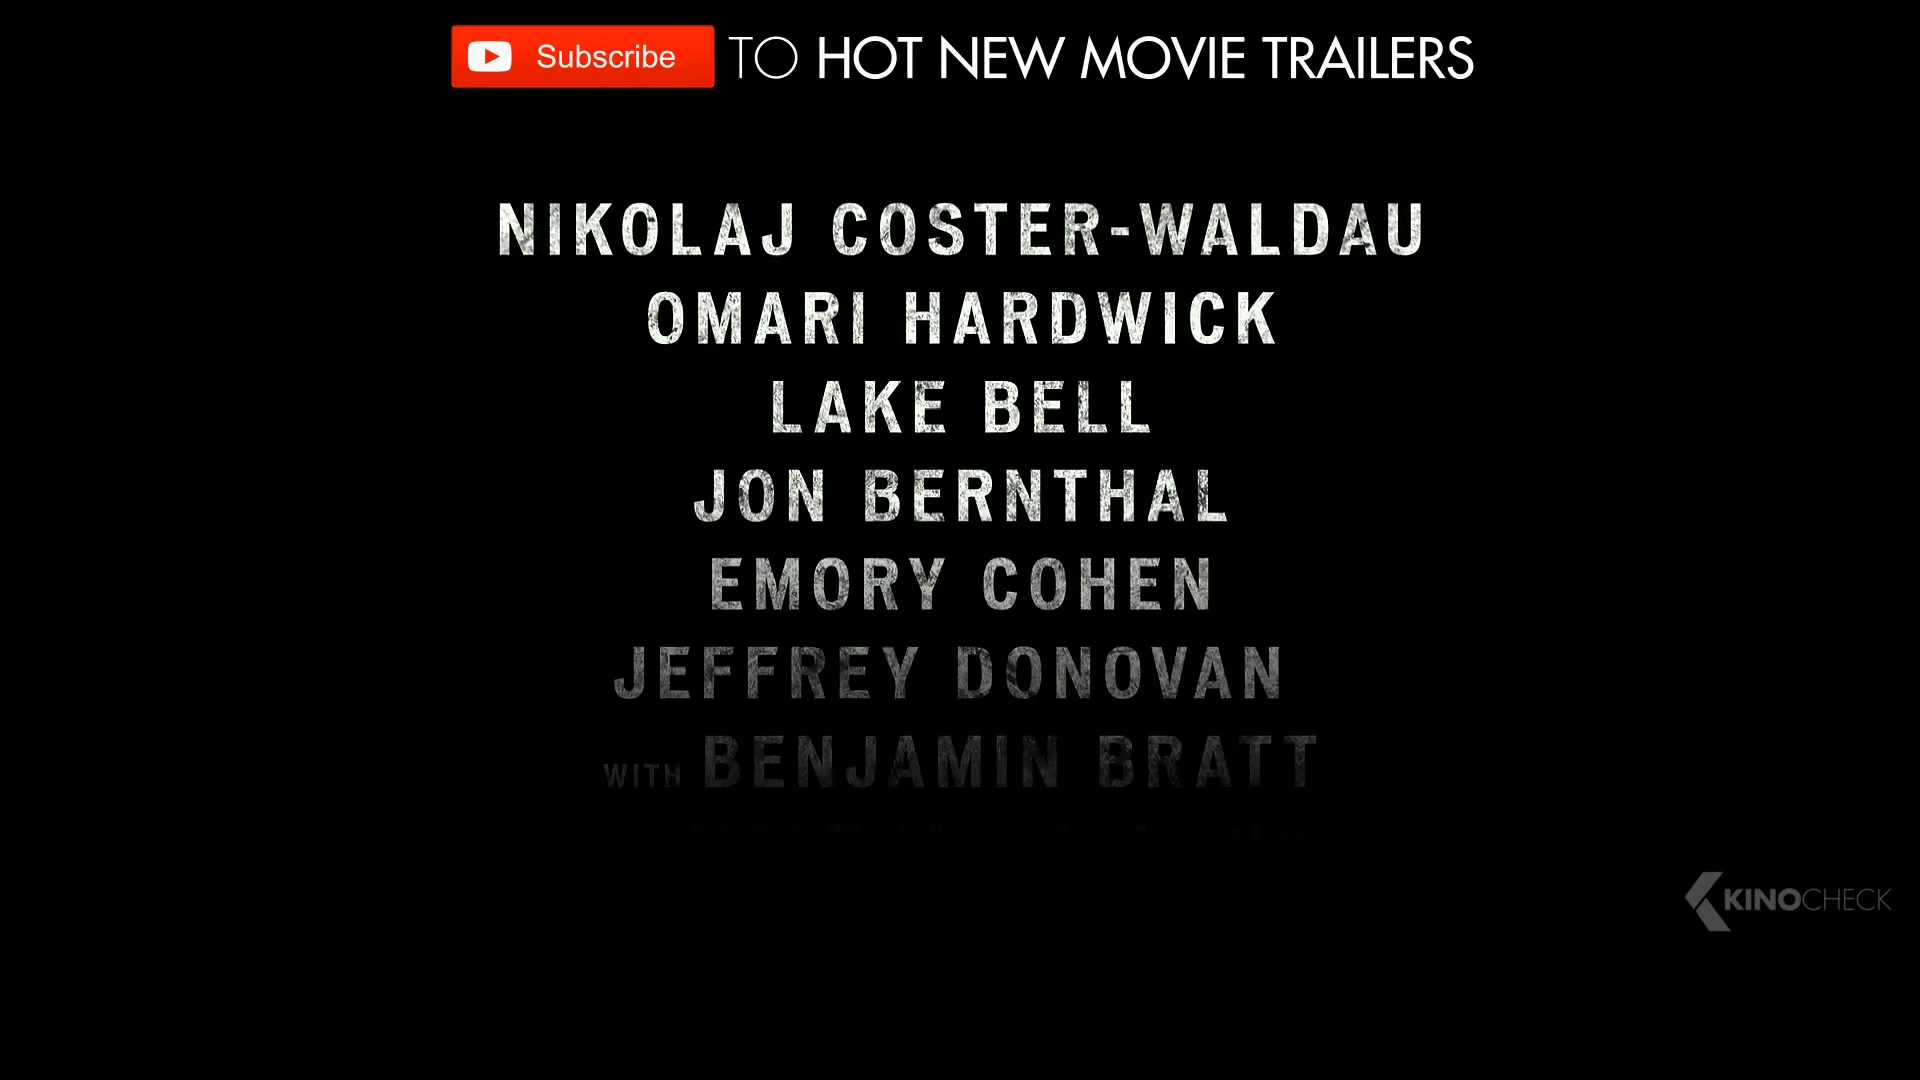 Subscribe TO HOT NEW MOVIE TRAILERS
NIKOLAJ COSTER-WALDAU
OMARI HARDWICK
LAKE BELL
JON BERNTHAL
EMORY COHEN
JEFFREY DONOVAN
WITH BENJAMIN BRATT
KINOCHECK